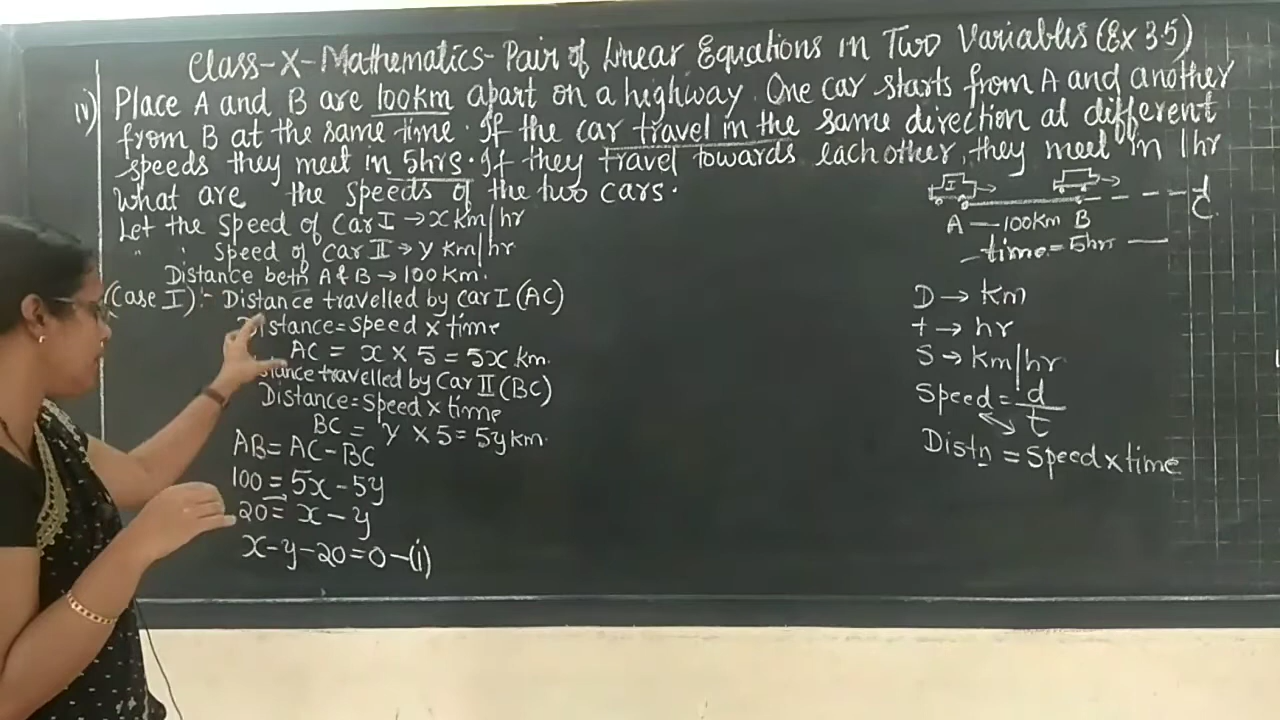 Class-X-Mathematics-Pair of Linear Equations in Two Variables (Ex 3.5)
iv) Place A and B are 100km apart on a highway. One car starts from A and another
from B at the same time. If the car travel in the same direction at different
speeds they meet in 5hrs. If they travel towards each other, they meet in 1hr
What are the speeds of the two cars.
Let the Speed of Car I → x km/hr
" " Speed of Car II → y km/hr
Distance betn A & B → 100 km.
(Case I) :- Distance travelled by Car I (AC)
Distance = Speed × time
AC = x × 5 = 5x km.
travelled by Car II (BC)
Distance = Speed × time
BC = y × 5 = 5y km.
AB = AC - BC
100 = 5x - 5y
20 = x - y
x - y - 20 = 0 - (i)
I
A — 100km B
C
- time = 5hr —
D → km
t → hr
S → km/hr
Speed = d/t
Distn = Speed × time